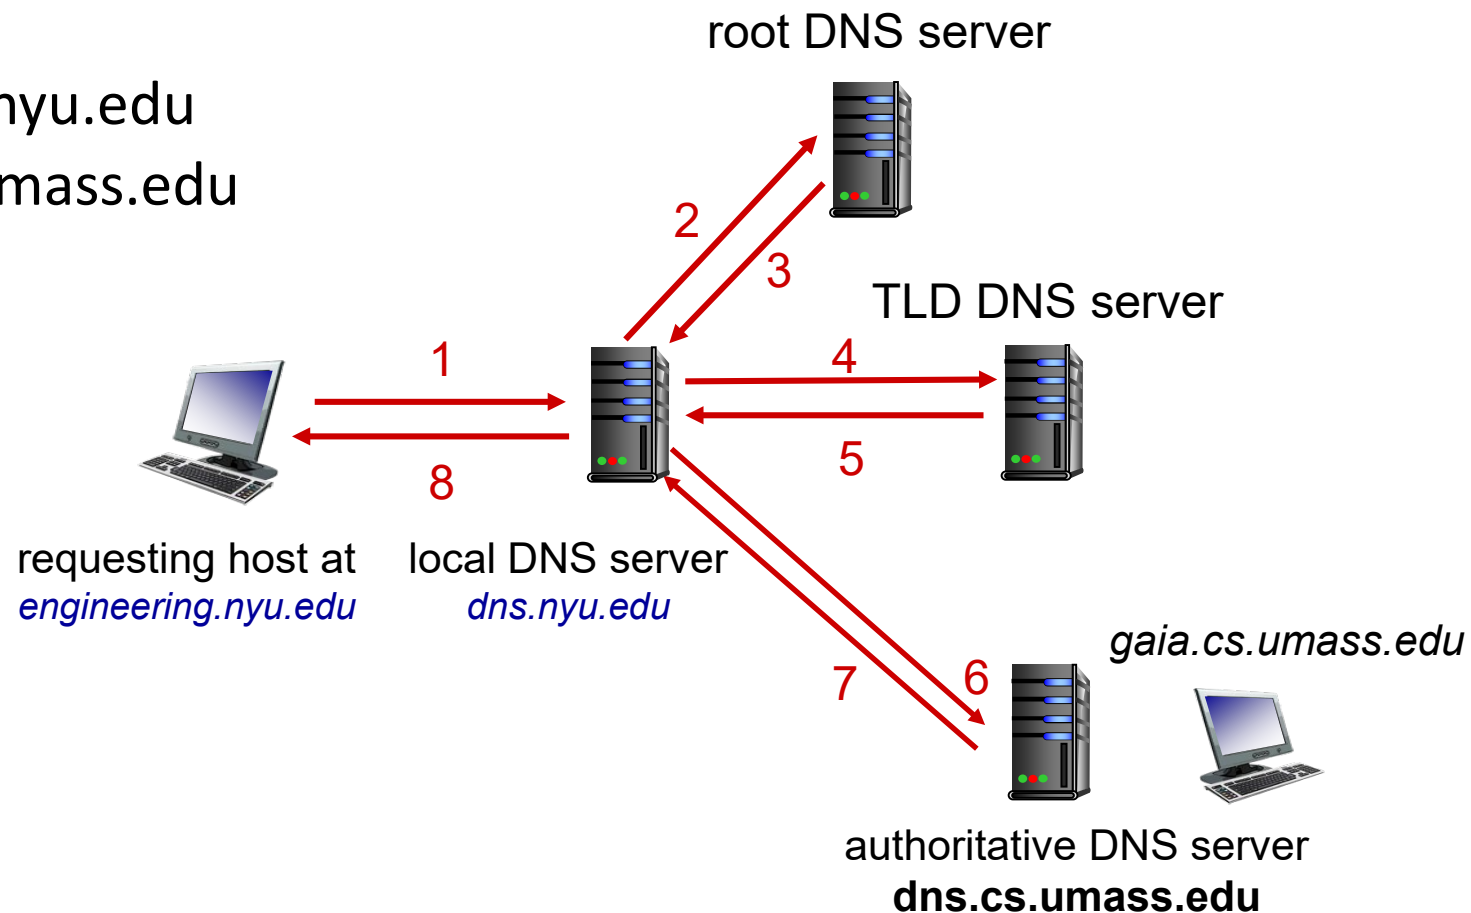 root DNS server
nyu.edu
mass.edu
2
3
TLD DNS server
1
4
5
8
requesting host at
engineering.nyu.edu
local DNS server
dns.nyu.edu
gaia.cs.umass.edu
6
7
authoritative DNS server
dns.cs.umass.edu